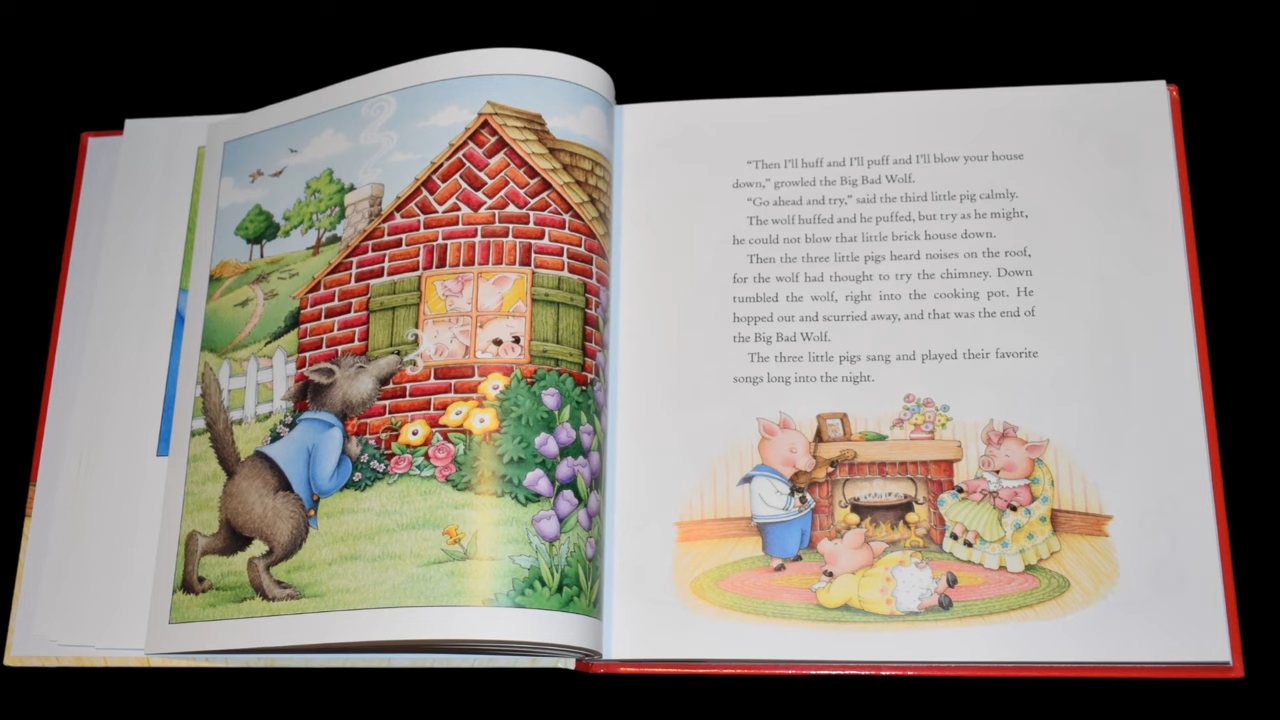 “Then I’ll huff and I’ll puff and I’ll blow your house
down,” growled the Big Bad Wolf.
“Go ahead and try,” said the third little pig calmly.
The wolf huffed and he puffed, but try as he might,
he could not blow that little brick house down.
Then the three little pigs heard noises on the roof,
for the wolf had thought to try the chimney. Down
tumbled the wolf, right into the cooking pot. He
hopped out and scurried away, and that was the end of
the Big Bad Wolf.
The three little pigs sang and played their favorite
songs long into the night.